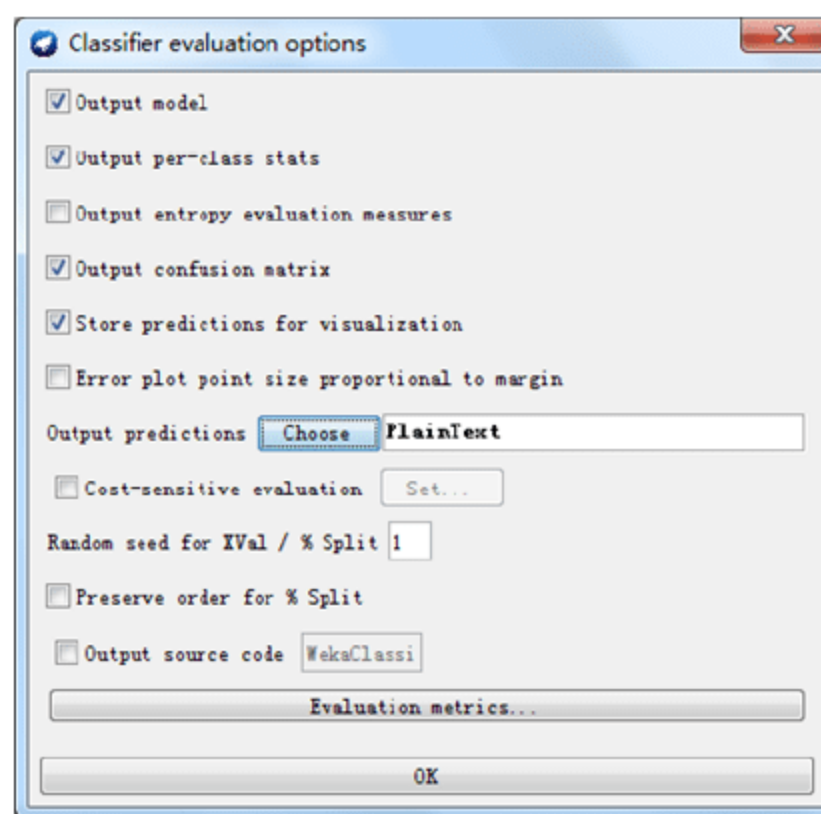 Classifier evaluation options
Output model
Output per-class stats
Output entropy evaluation measures
Output confusion matrix
Store predictions for visualization
Error plot point size proportional to margin
Output predictions Choose PlainText
Cost-sensitive evaluation Set...
Random seed for XVal / % Split 1
Preserve order for % Split
Output source code WekaClassi
Evaluation metrics...
OK